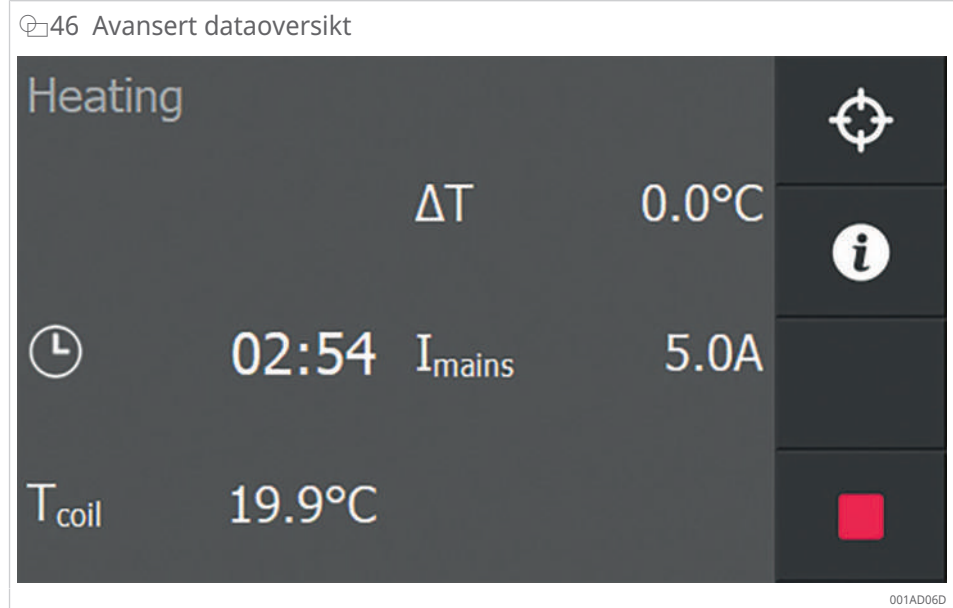 46 Avansert dataoversikt
Heating
ΔT 0.0°C
02:54 Imains 5.0A
Tcoil 19.9°C
001AD06D